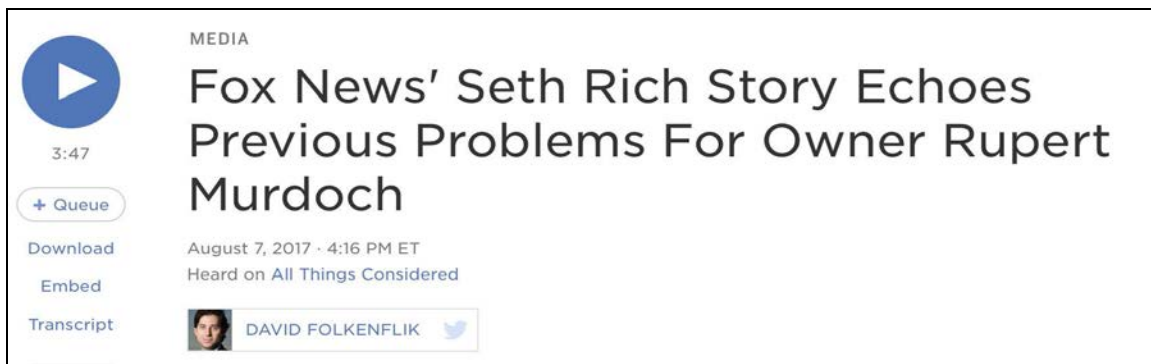 MEDIA
Fox News' Seth Rich Story Echoes
Previous Problems For Owner Rupert
Murdoch
3:47
+ Queue
Download
Embed
Transcript
August 7, 2017 · 4:16 PM ET
Heard on All Things Considered
DAVID FOLKENFLIK